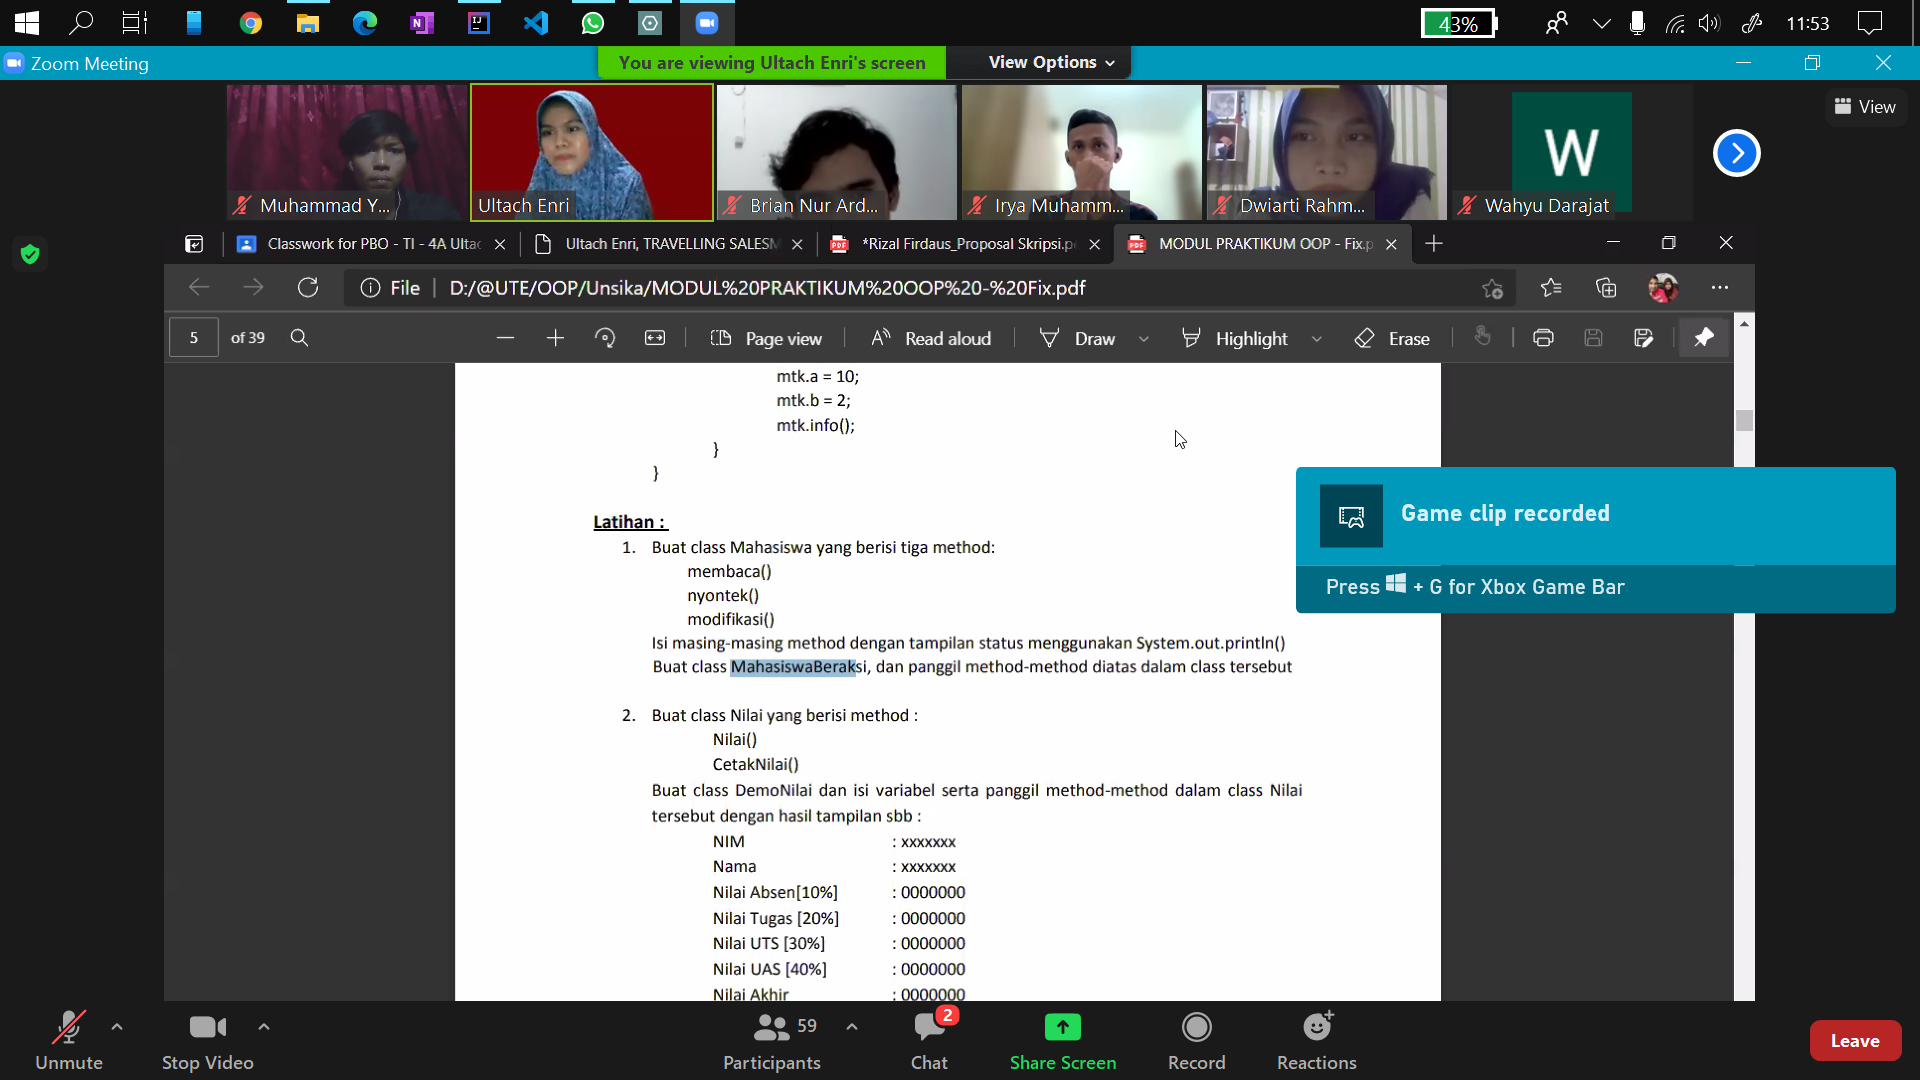 43%
11:53
Zoom Meeting
You are viewing Ultach Enri's screen
View Options
View
Muhammad Y...
Ultach Enri
Brian Nur Ard...
Irya Muhamm...
Dwiarti Rahm...
W
Wahyu Darajat
Classwork for PBO - TI - 4A Ultac
Ultach Enri, TRAVELLING SALESM
*Rizal Firdaus_Proposal Skripsi.p
MODUL PRAKTIKUM OOP - Fix.p
File
D:/@UTE/OOP/Unsika/MODUL%20PRAKTIKUM%20OOP%20-%20Fix.pdf
5 of 39
Page view
Read aloud
Draw
Highlight
Erase
mtk.a = 10;
mtk.b = 2;
mtk.info();
}
}
Latihan :
1. Buat class Mahasiswa yang berisi tiga method:
membaca()
nyontek()
modifikasi()
Isi masing-masing method dengan tampilan status menggunakan System.out.println()
Buat class MahasiswaBeraksi, dan panggil method-method diatas dalam class tersebut
2. Buat class Nilai yang berisi method :
Nilai()
CetakNilai()
Buat class DemoNilai dan isi variabel serta panggil method-method dalam class Nilai
tersebut dengan hasil tampilan sbb :
NIM : xxxxxxx
Nama : xxxxxxx
Nilai Absen[10%] : 0000000
Nilai Tugas [20%] : 0000000
Nilai UTS [30%] : 0000000
Nilai UAS [40%] : 0000000
Nilai Akhir : 0000000
Game clip recorded
Press + G for Xbox Game Bar
Unmute
Stop Video
59
Participants
2
Chat
Share Screen
Record
Reactions
Leave